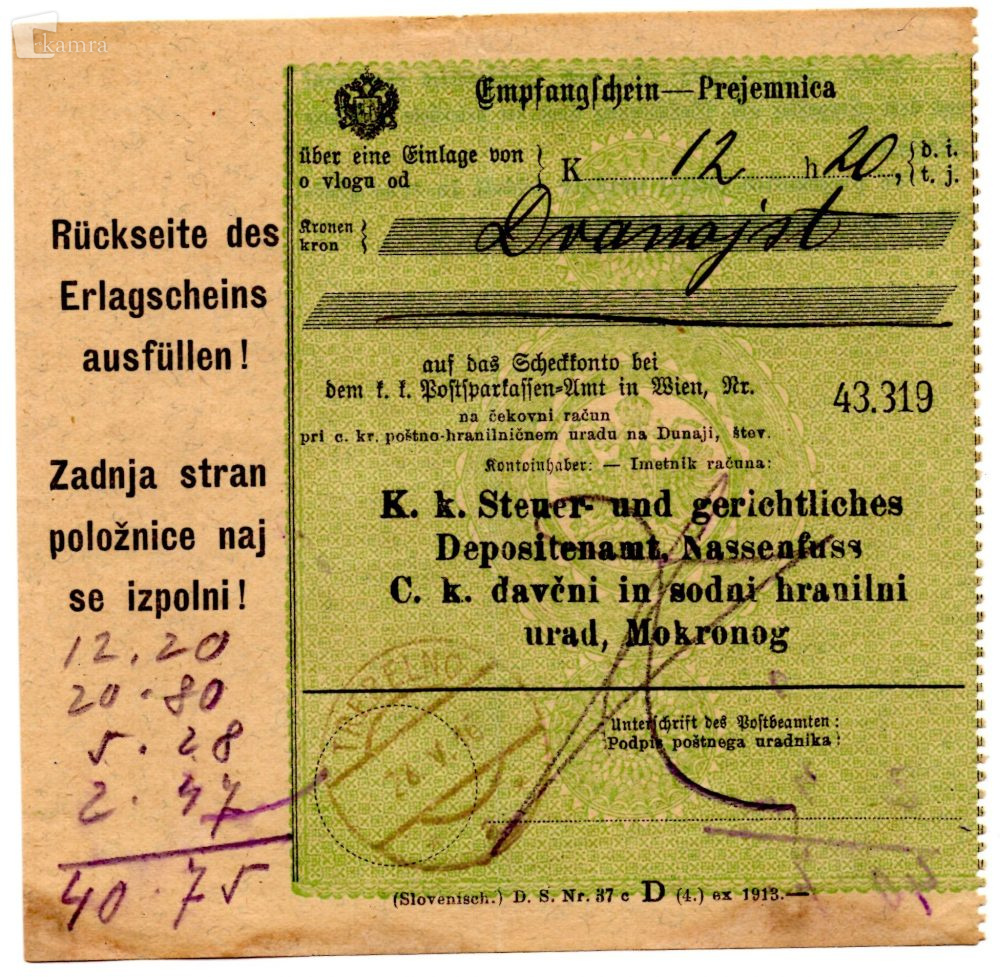 kamra
Empfangschein—Prejemnica
über eine Einlage von
o vlogu od
K 12 h 20,
d. i.
t. j.
Kronen
kron
Dvanajst
Rückseite des
Erlagscheins
ausfüllen!
auf das Scheckkonto bei
dem k. k. Postsparkassen-Amt in Wien, Nr.
43.319
na čekovni račun
pri c. kr. poštno-hranilničnem uradu na Dunaji, štev.
Kontoinhaber: — Imetnik računa:
K. k. Steuer- und gerichtliches
Depositenamt, Nassenfuss
C. k. davčni in sodni hranilni
urad, Mokronog
Zadnja stran
položnice naj
se izpolni!
12.20
20.80
5.28
2.47
40.75
Unterschrift des Postbeamten:
Podpis poštnega uradnika:
(Slovenisch.) D. S. Nr. 37 c D (4.) ex 1913.—